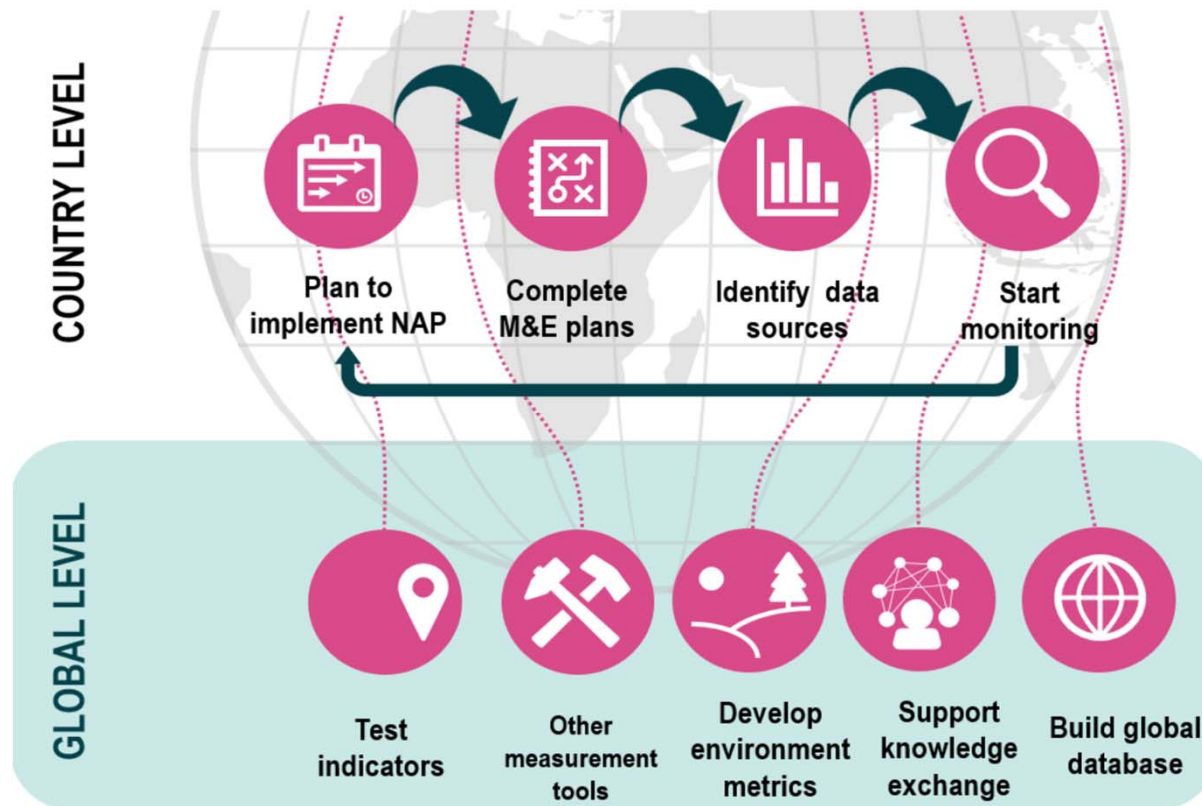 COUNTRY LEVEL
Plan to
implement NAP
Complete
M&E plans
Identify data
sources
Start
monitoring
GLOBAL LEVEL
Test
indicators
Other
measurement
tools
Develop
environment
metrics
Support
knowledge
exchange
Build global
database